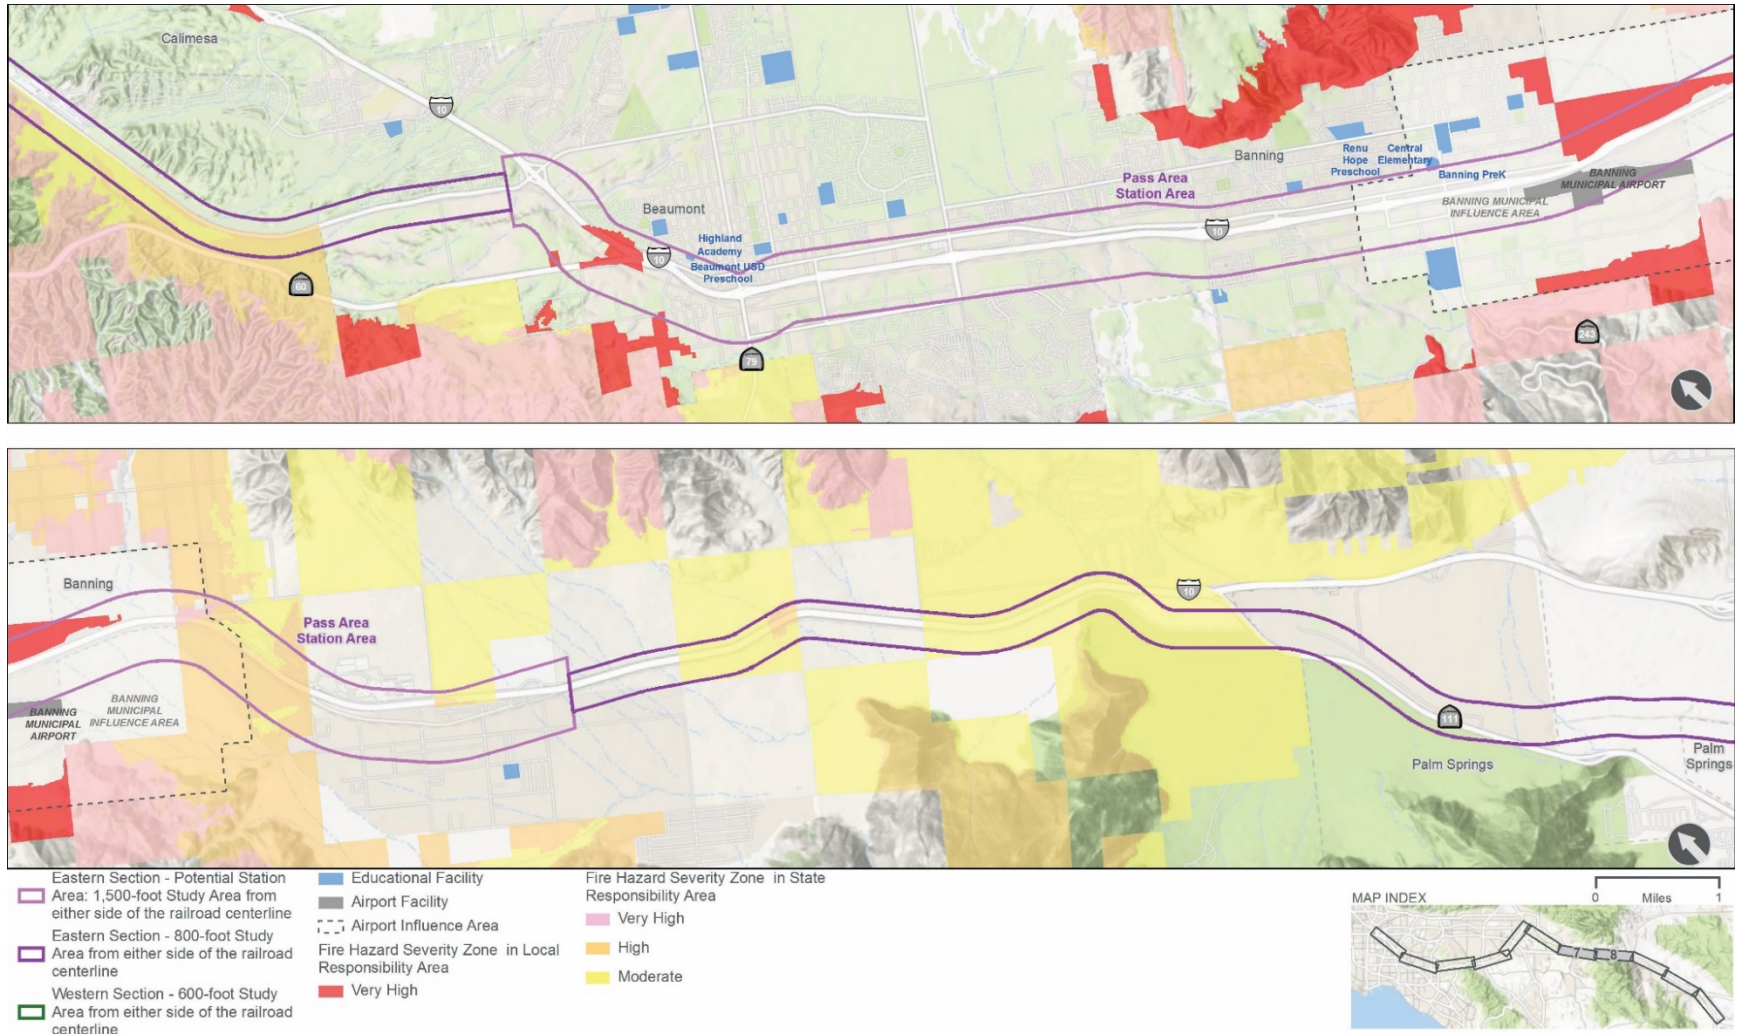 Calimesa
10
60
Beaumont
10
Highland
Academy
Beaumont USD
Preschool
79
Pass Area
Station Area
10
Banning
Renu
Hope
Preschool
Central
Elementary
Banning PreK
BANNING
MUNICIPAL AIRPORT
BANNING MUNICIPAL
INFLUENCE AREA
243
Banning
Pass Area
Station Area
BANNING
MUNICIPAL
AIRPORT
BANNING
MUNICIPAL
INFLUENCE AREA
10
111
Palm Springs
Palm
Springs
Eastern Section - Potential Station
Area: 1,500-foot Study Area from
either side of the railroad centerline
Eastern Section - 800-foot Study
Area from either side of the railroad
centerline
Western Section - 600-foot Study
Area from either side of the railroad
centerline
Educational Facility
Airport Facility
Airport Influence Area
Fire Hazard Severity Zone in Local
Responsibility Area
Very High
Fire Hazard Severity Zone in State
Responsibility Area
Very High
High
Moderate
MAP INDEX
0 Miles 1
7 8